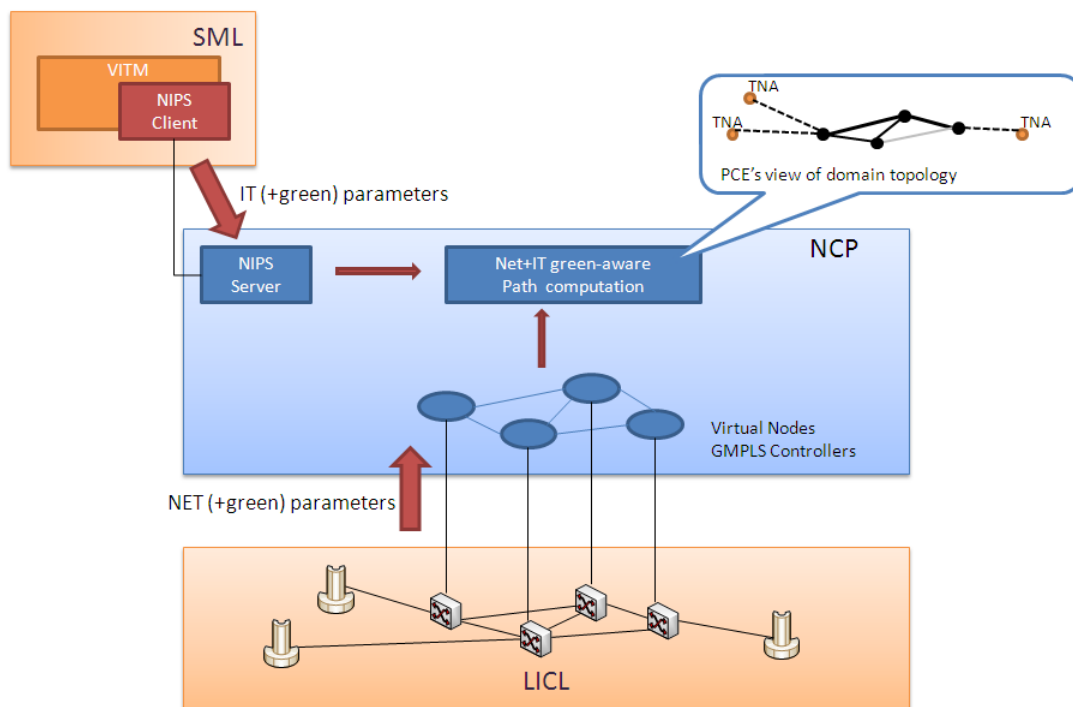 SML
VITM
NIPS
Client
TNA
TNA
TNA
PCE's view of domain topology
IT (+green) parameters
NCP
NIPS
Server
Net+IT green-aware
Path computation
Virtual Nodes
GMPLS Controllers
NET (+green) parameters
LICL